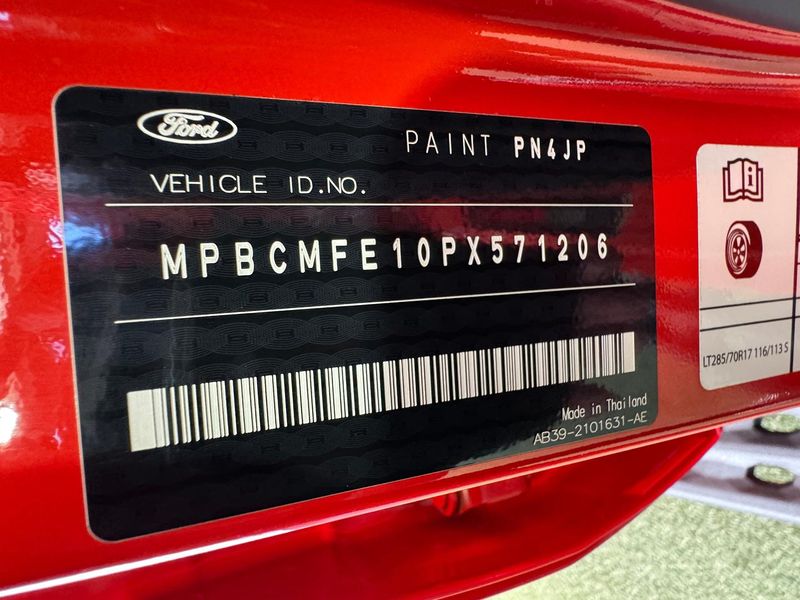 Ford
PAINT PN4JP
VEHICLE ID.NO.
MPBCMFE10PX571206
Made in Thailand
AB39-2101631-AE
i
LT285/70R17 116/113 S